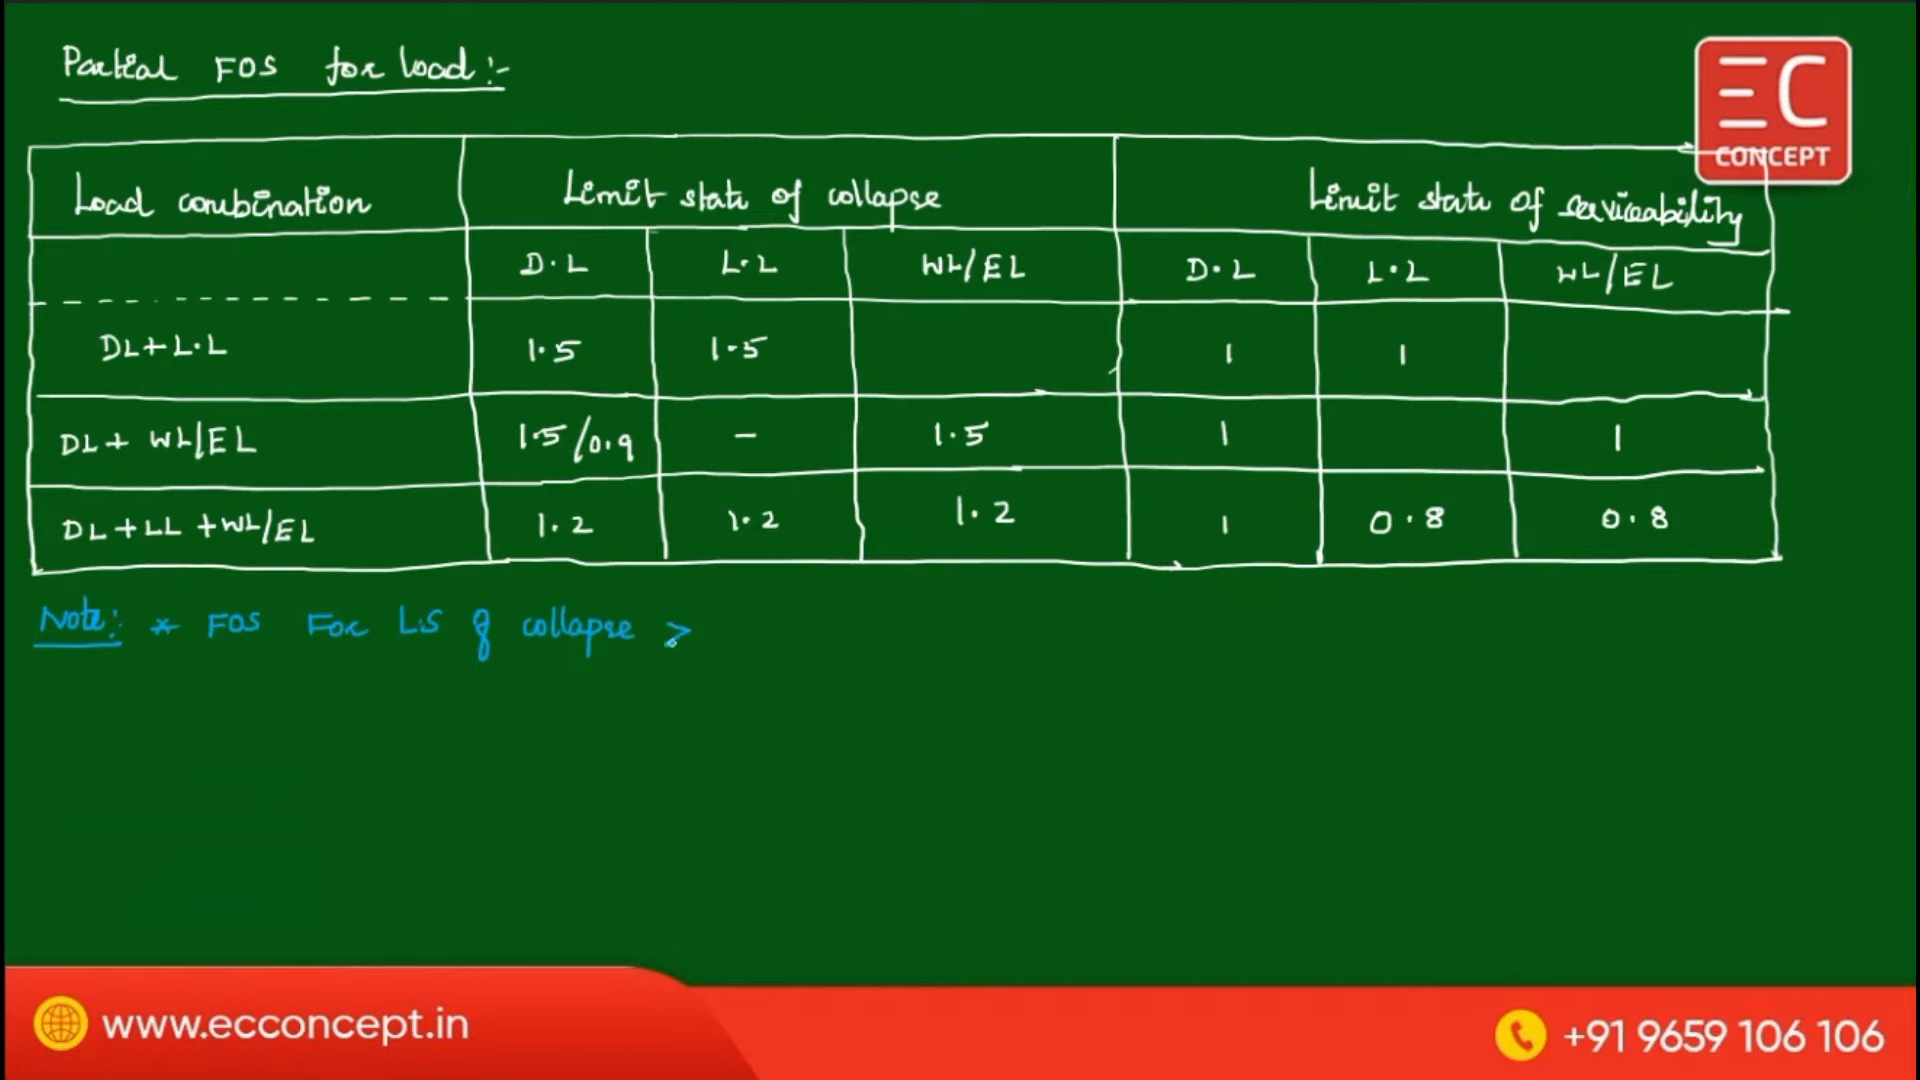 Partial FOS for load:-
EC
CONCEPT
Load combination Limit state of collapse Limit state of serviceability
D.L L.L WL/EL D.L L.L WL/EL
DL+L.L 1.5 1.5 1 1
DL+ WL/EL 1.5/0.9 - 1.5 1 1
DL+LL+WL/EL 1.2 1.2 1.2 1 0.8 0.8
Note: * FOS For L.S of collapse >
www.ecconcept.in
+91 9659 106 106